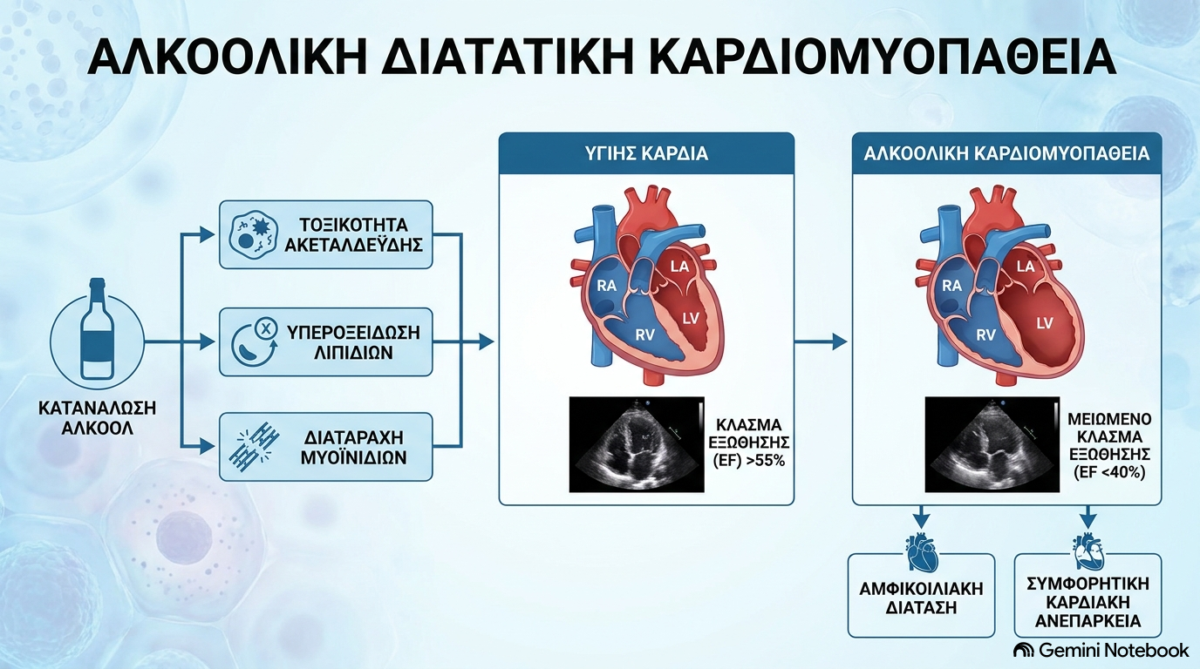 ΑΛΚΟΟΛΙΚΗ ΔΙΑΤΑΤΙΚΗ ΚΑΡΔΙΟΜΥΟΠΑΘΕΙΑ
ΚΑΤΑΝΑΛΩΣΗ
ΑΛΚΟΟΛ
ΤΟΞΙΚΟΤΗΤΑ
ΑΚΕΤΑΛΔΕΫΔΗΣ
X
ΥΠΕΡΟΞΕΙΔΩΣΗ
ΛΙΠΙΔΙΩΝ
ΔΙΑΤΑΡΑΧΗ
ΜΥΟΪΝΙΔΙΩΝ
ΥΓΙΗΣ ΚΑΡΔΙΑ
LA
RA
LV
RV
ΚΛΑΣΜΑ
ΕΞΩΘΗΣΗΣ
(EF) >55%
ΑΛΚΟΟΛΙΚΗ ΚΑΡΔΙΟΜΥΟΠΑΘΕΙΑ
LA
RA
LV
RV
ΜΕΙΩΜΕΝΟ
ΚΛΑΣΜΑ
ΕΞΩΘΗΣΗΣ
(EF <40%)
ΑΜΦΙΚΟΙΛΙΑΚΗ
ΔΙΑΤΑΣΗ
ΣΥΜΦΟΡΗΤΙΚΗ
ΚΑΡΔΙΑΚΗ
ΑΝΕΠΑΡΚΕΙΑ
Gemini Notebook